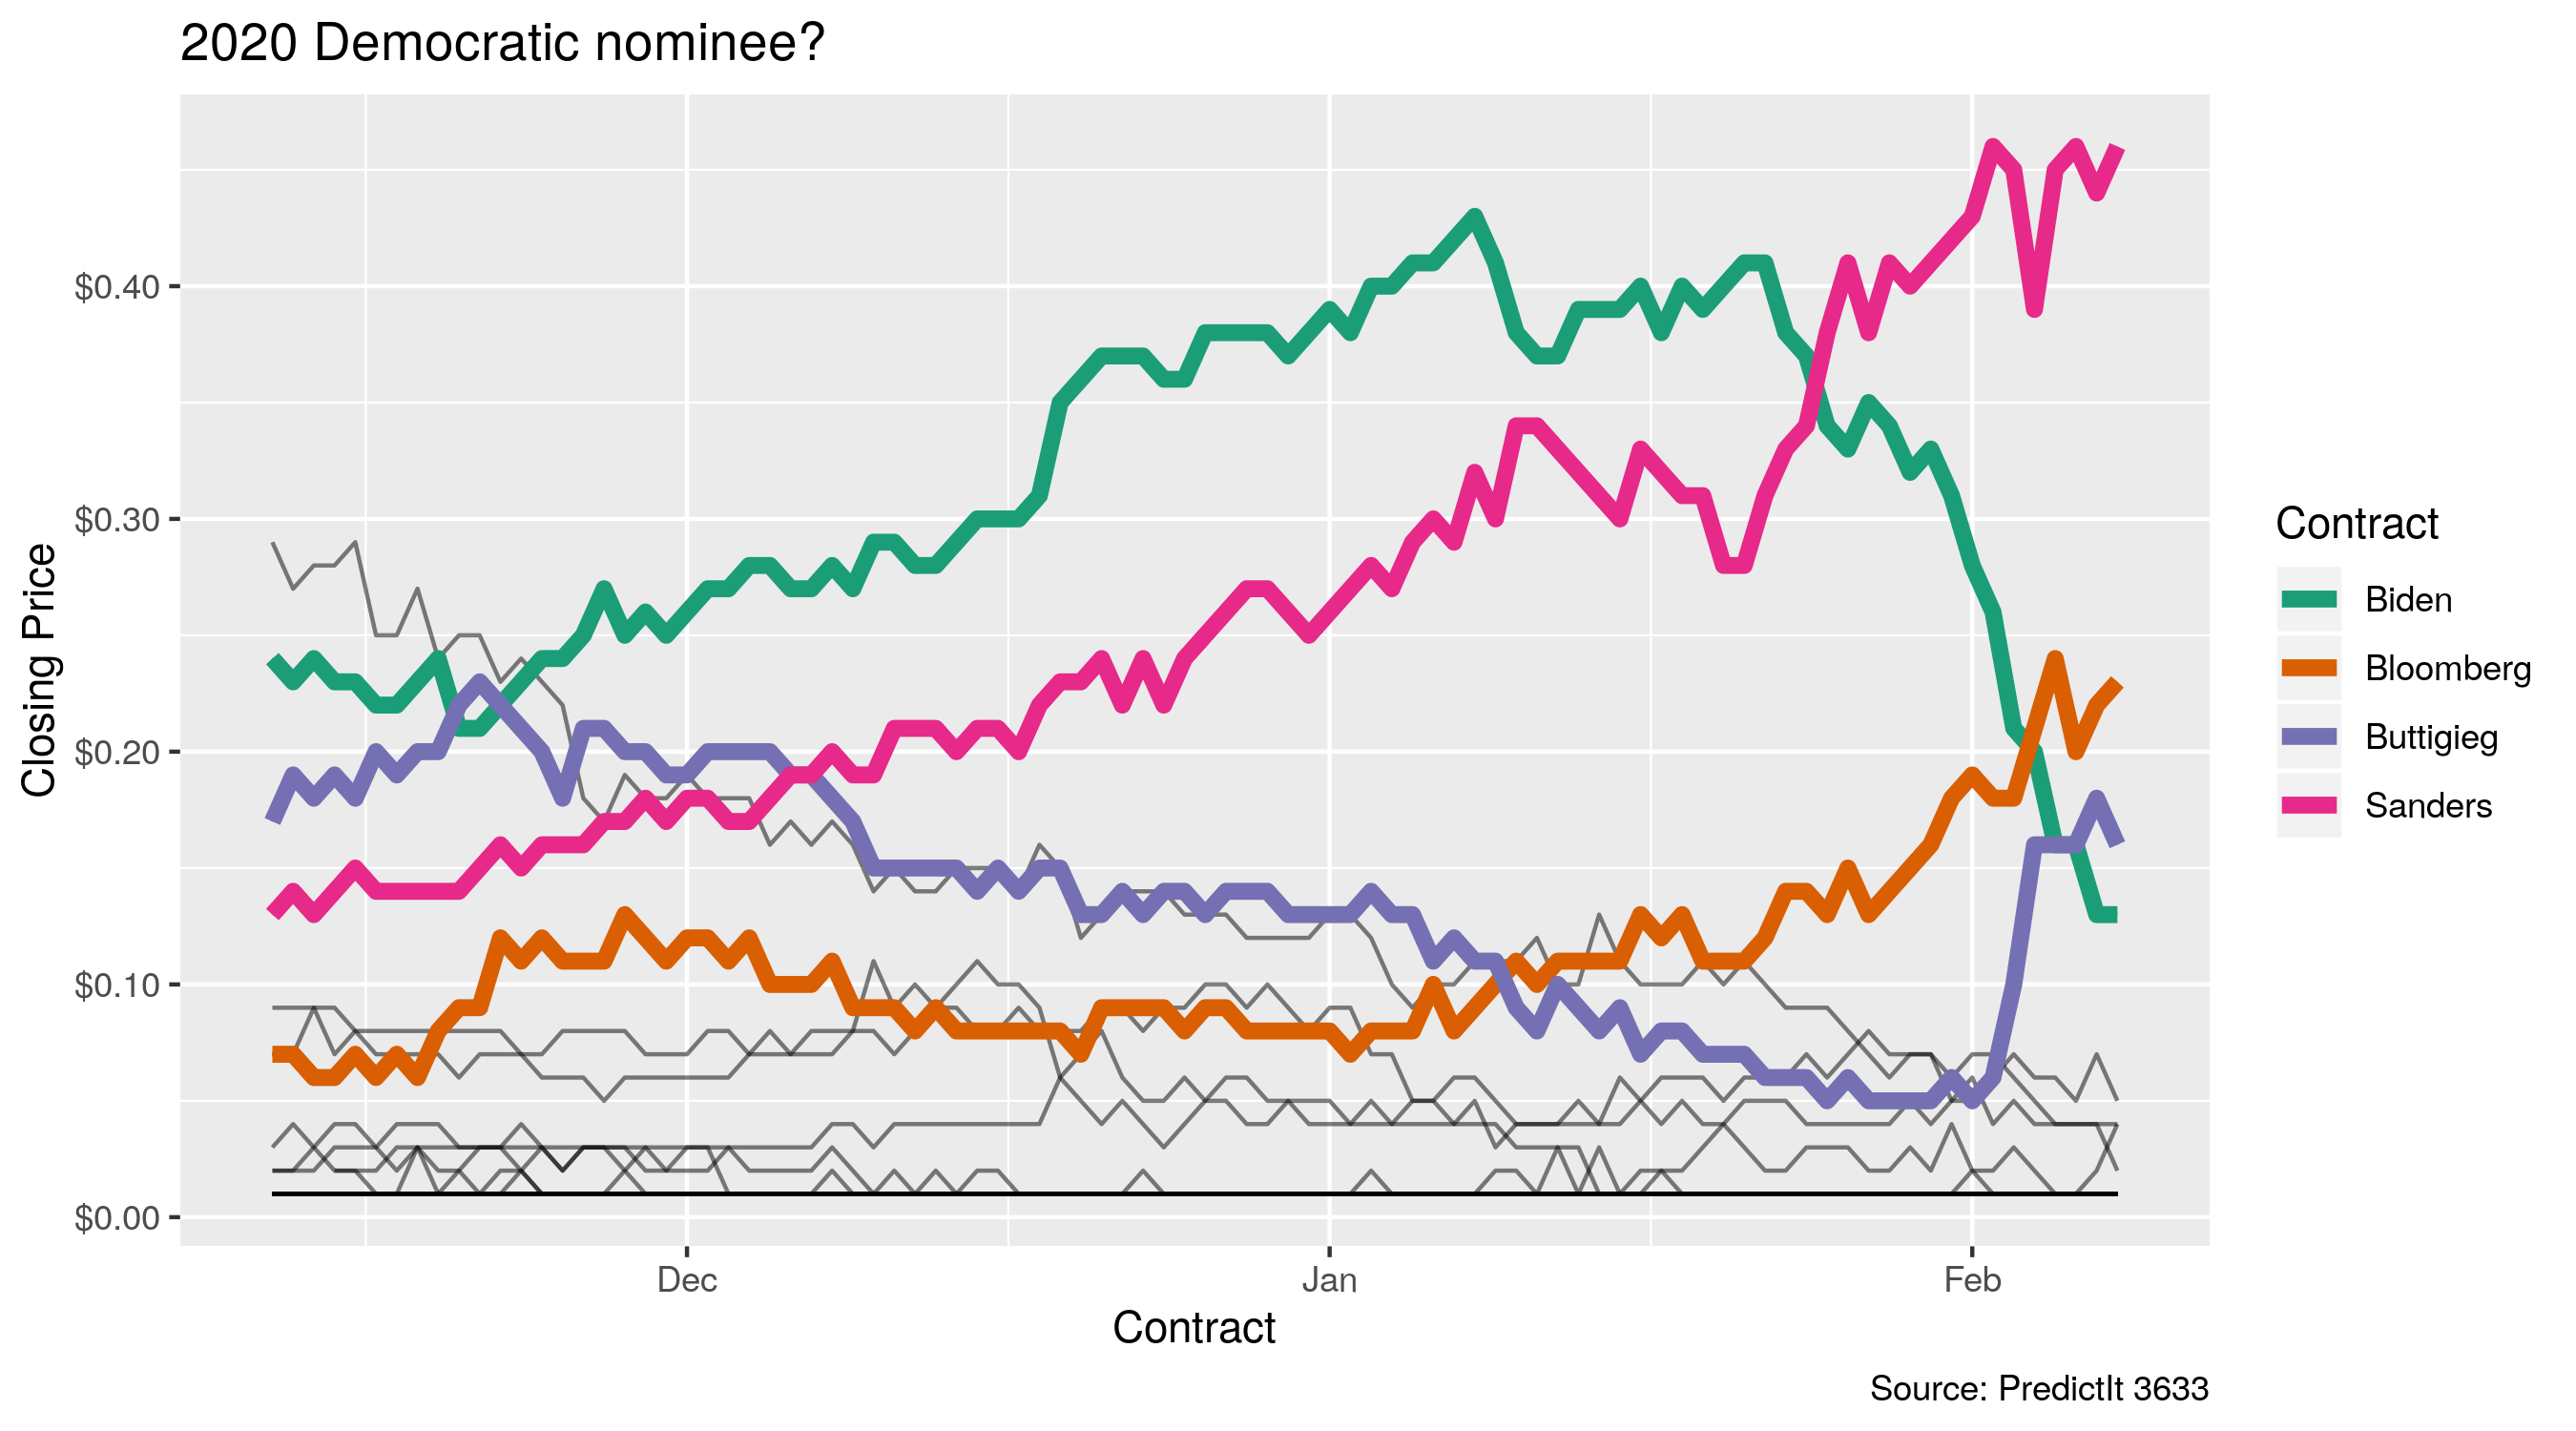 2020 Democratic nominee?
Closing Price
$0.40
$0.30
$0.20
$0.10
$0.00
Dec
Jan
Feb
Contract
Contract
Biden
Bloomberg
Buttigieg
Sanders
Source: PredictIt 3633